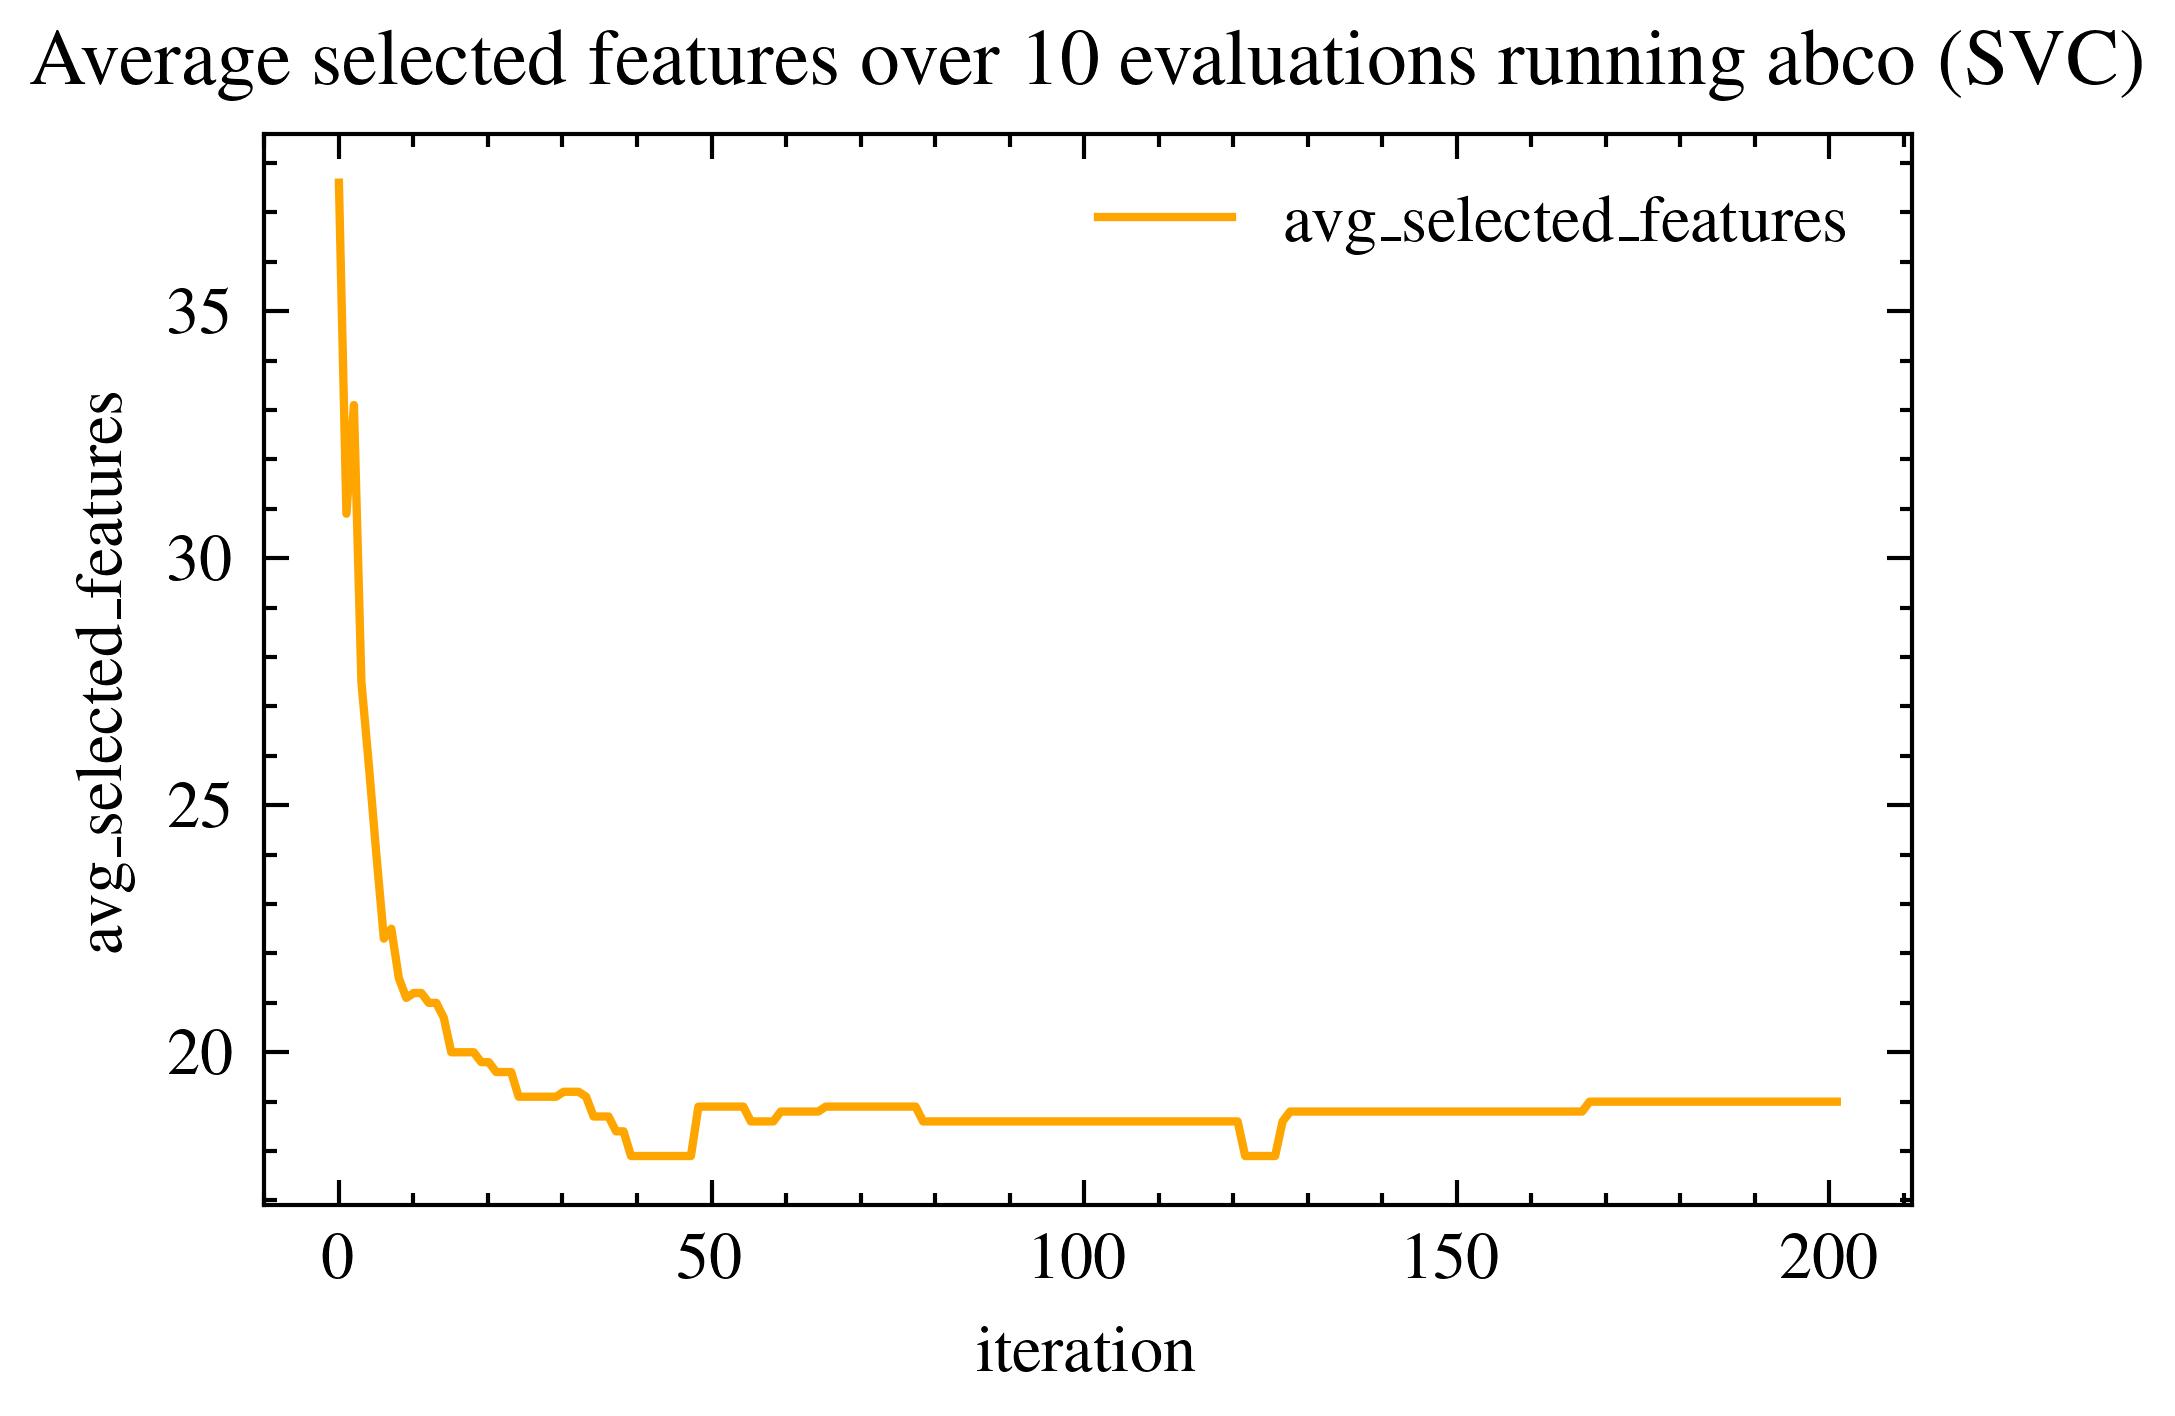 Average selected features over 10 evaluations running abco (SVC)
avg_selected_features
35
30
25
20
avg_selected_features
0 50 100 150 200
iteration